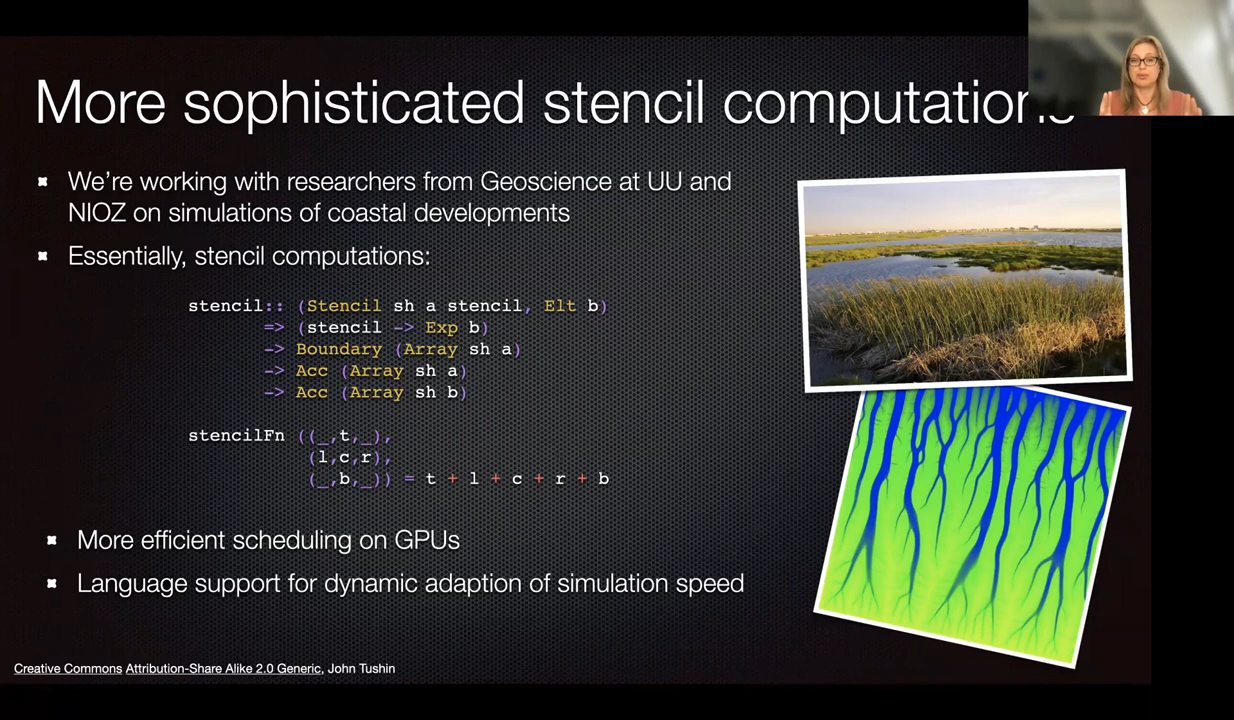 More sophisticated stencil computations
We're working with researchers from Geoscience at UU and
NIOZ on simulations of coastal developments
Essentially, stencil computations:
stencil:: (Stencil sh a stencil, Elt b)
=> (stencil -> Exp b)
-> Boundary (Array sh a)
-> Acc (Array sh a)
-> Acc (Array sh b)
stencilFn ((_,t,_),
(l,c,r),
(_,b,_)) = t + l + c + r + b
More efficient scheduling on GPUs
Language support for dynamic adaption of simulation speed
Creative Commons Attribution-Share Alike 2.0 Generic, John Tushin